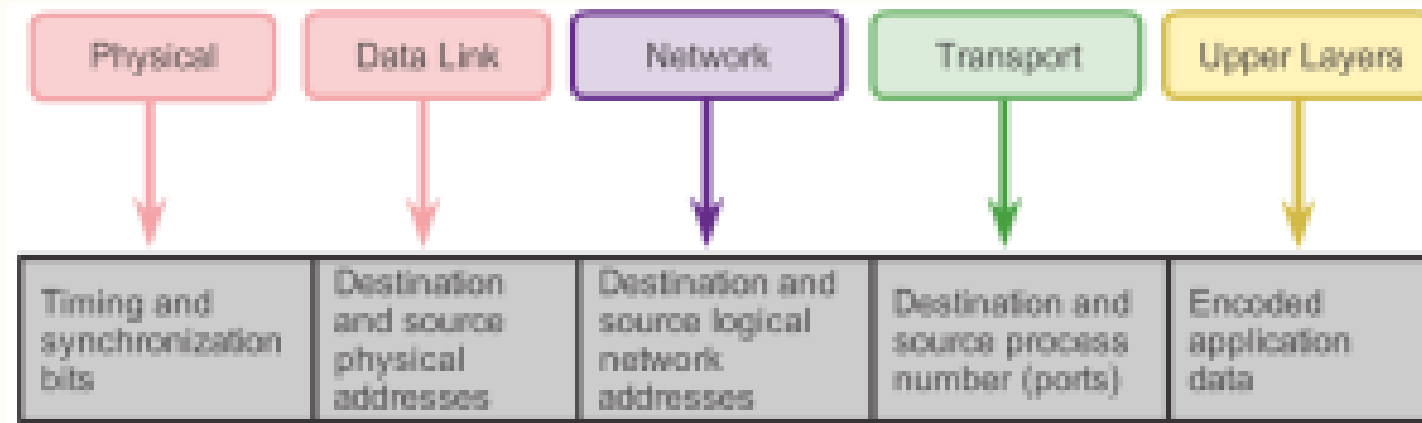 Physical
Data Link
Network
Transport
Upper Layers
Timing and
synchronization
bits
Destination
and source
physical
addresses
Destination and
source logical
network
addresses
Destination and
source process
number (ports)
Encoded
application
data